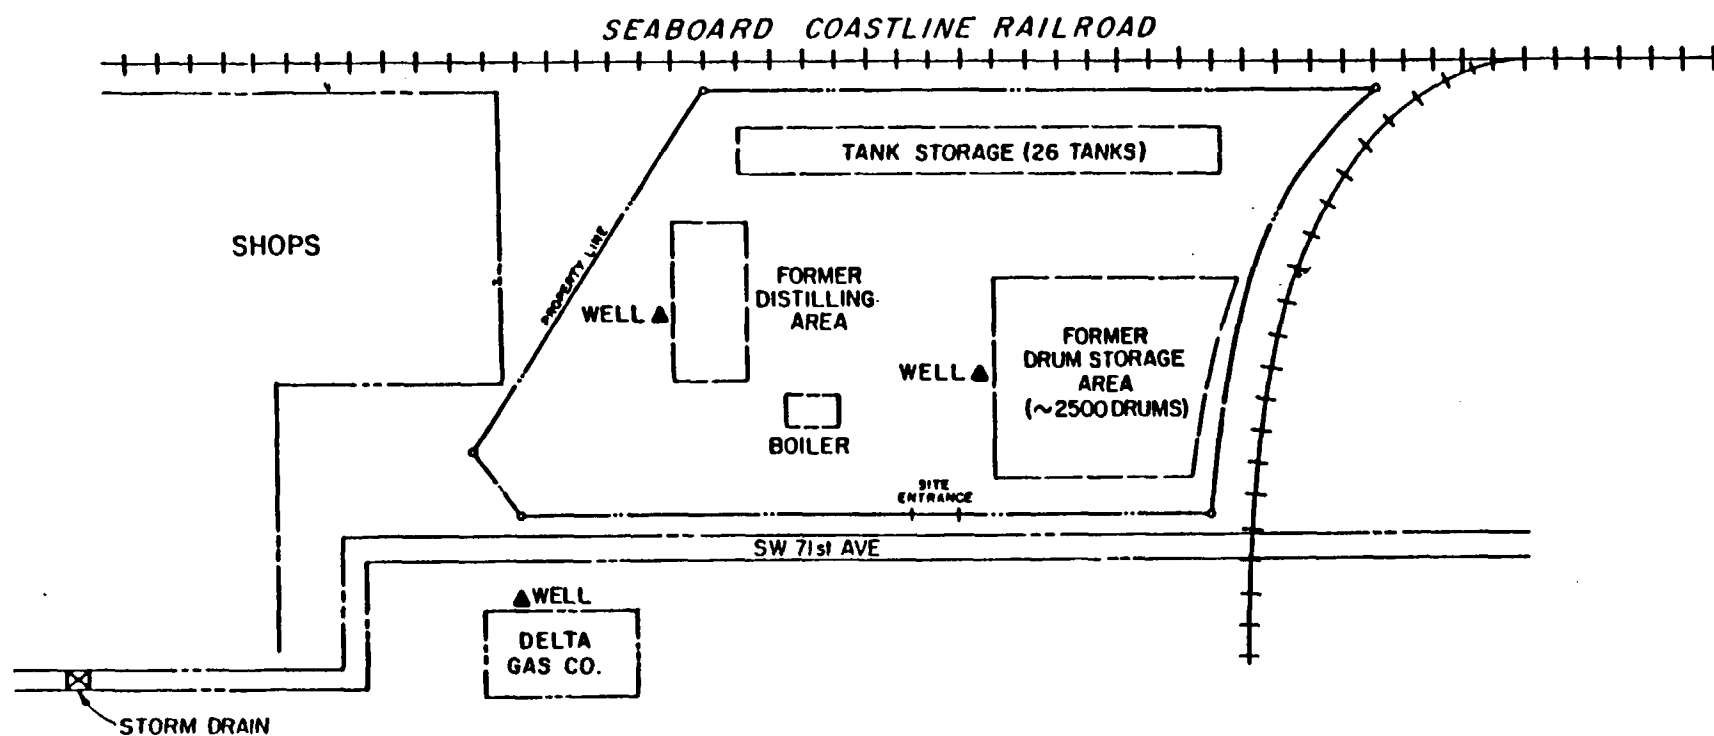 SEABOARD COASTLINE RAILROAD
TANK STORAGE (26 TANKS)
SHOPS
PROPERTY LINE
FORMER
DISTILLING
AREA
WELL
FORMER
DRUM STORAGE
AREA
(~2500 DRUMS)
WELL
BOILER
SITE
ENTRANCE
SW 71st AVE
WELL
DELTA
GAS CO.
STORM DRAIN